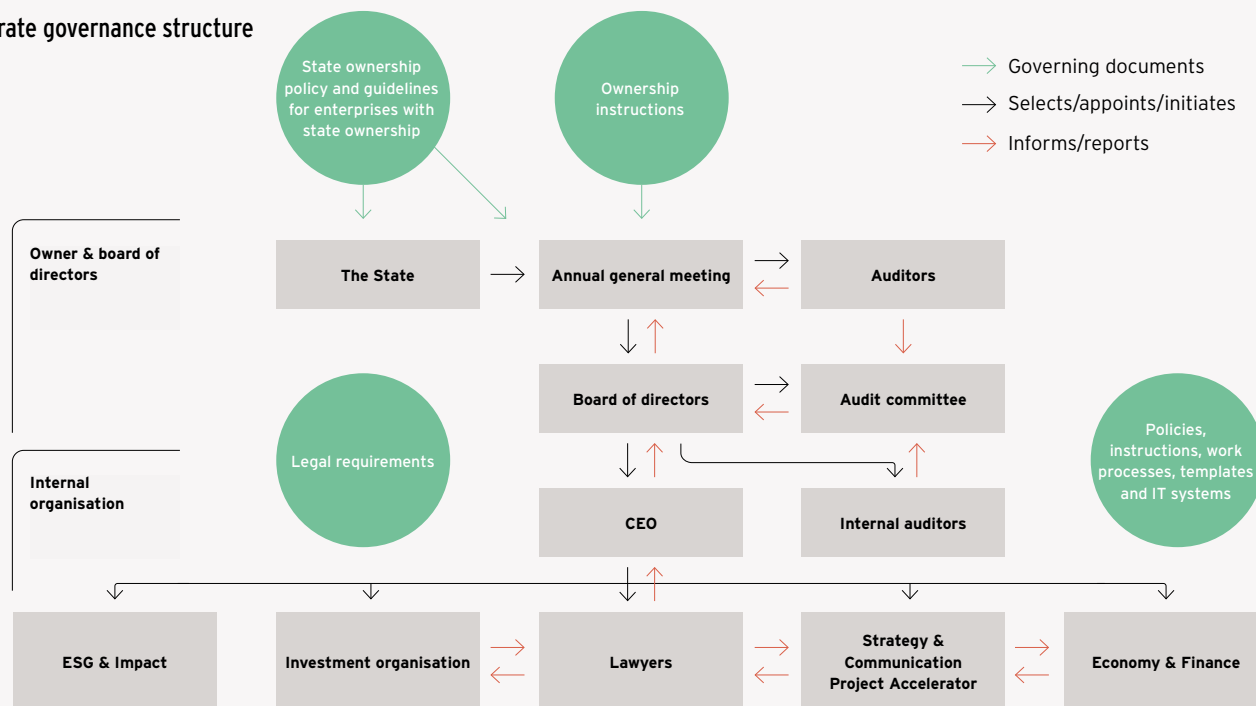 rate governance structure
State ownership
policy and guidelines
for enterprises with
state ownership
Ownership
instructions
Governing documents
Selects/appoints/initiates
Informs/reports
Owner & board of
directors
The State
Annual general meeting
Auditors
Board of directors
Audit committee
Legal requirements
Policies,
instructions, work
processes, templates
and IT systems
Internal
organisation
CEO
Internal auditors
ESG & Impact
Investment organisation
Lawyers
Strategy &
Communication
Project Accelerator
Economy & Finance